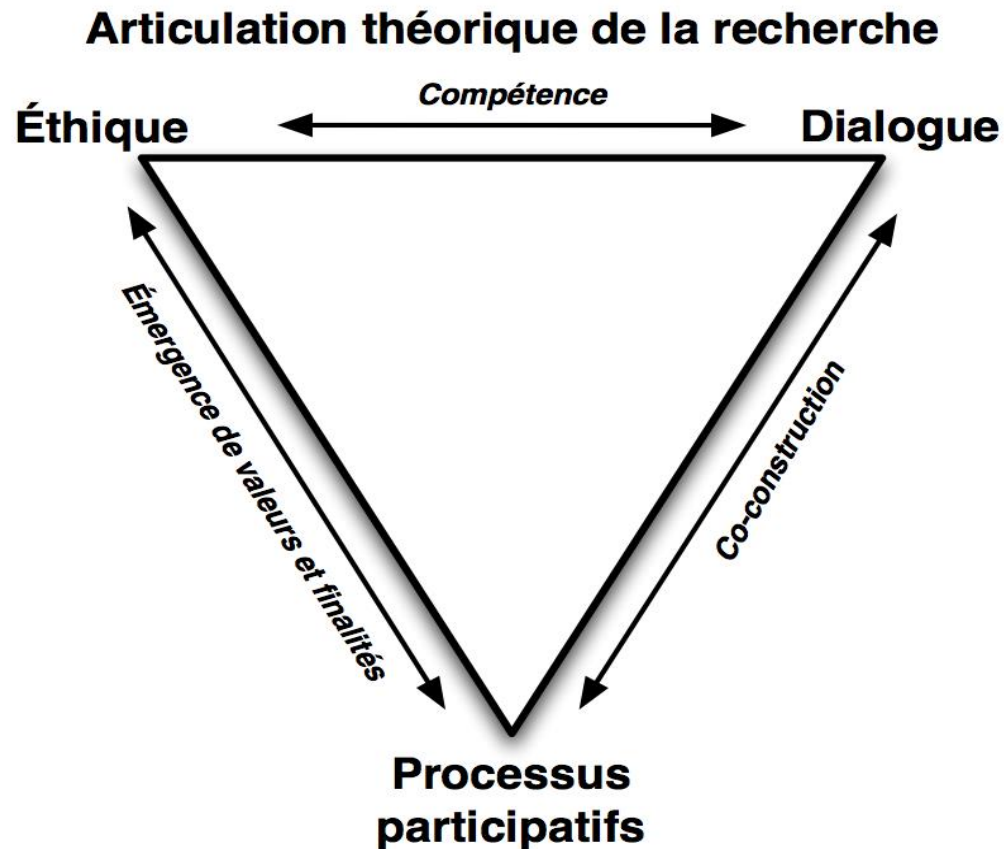 Articulation théorique de la recherche
Compétence
Éthique
Dialogue
Émergence de valeurs et finalités
Co-construction
Processus
participatifs